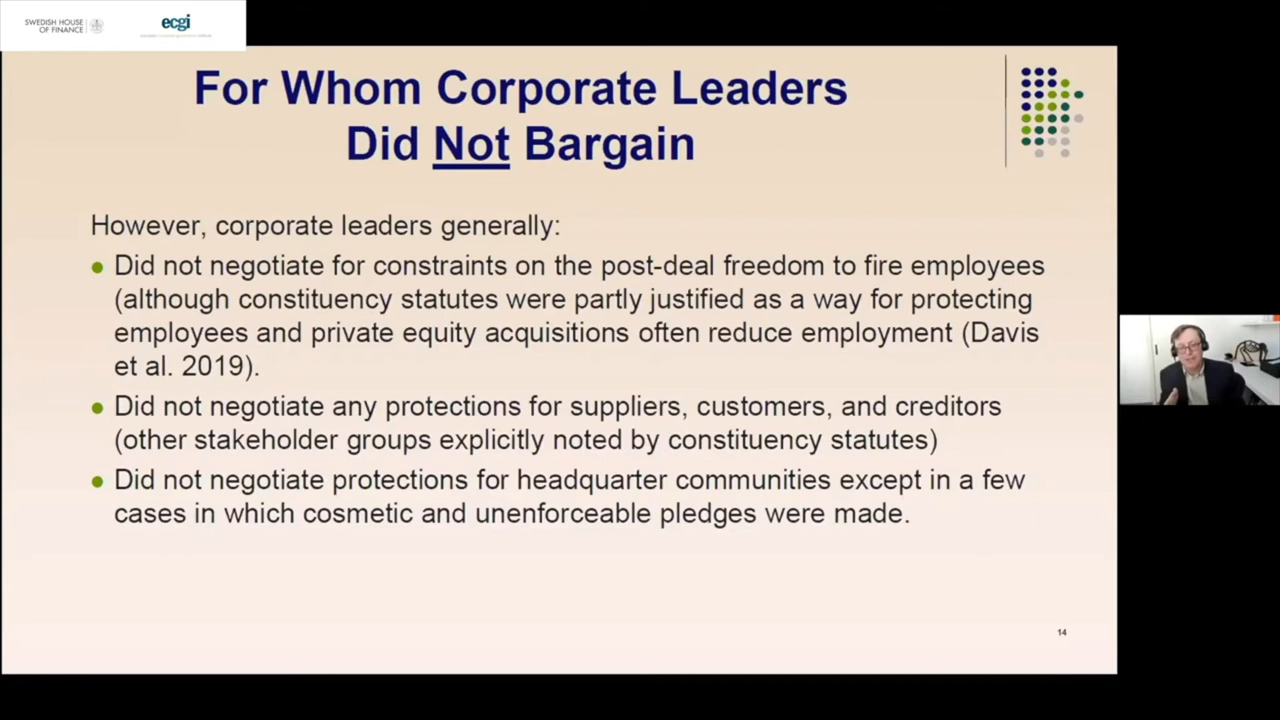 SWEDISH HOUSE
OF FINANCE
ecgi
For Whom Corporate Leaders
Did Not Bargain
However, corporate leaders generally:
Did not negotiate for constraints on the post-deal freedom to fire employees
(although constituency statutes were partly justified as a way for protecting
employees and private equity acquisitions often reduce employment (Davis
et al. 2019).
Did not negotiate any protections for suppliers, customers, and creditors
(other stakeholder groups explicitly noted by constituency statutes)
Did not negotiate protections for headquarter communities except in a few
cases in which cosmetic and unenforceable pledges were made.
14